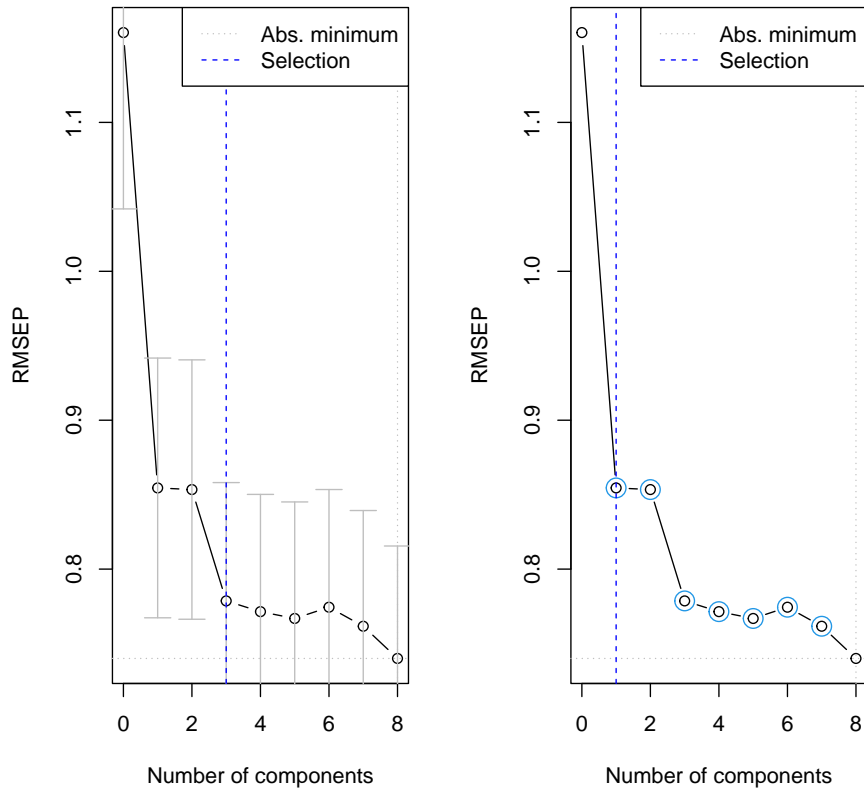 Abs. minimum
Selection
1.1
1.0
0.9
0.8
RMSEP
0 2 4 6 8
Number of components
Abs. minimum
Selection
1.1
1.0
0.9
0.8
RMSEP
0 2 4 6 8
Number of components